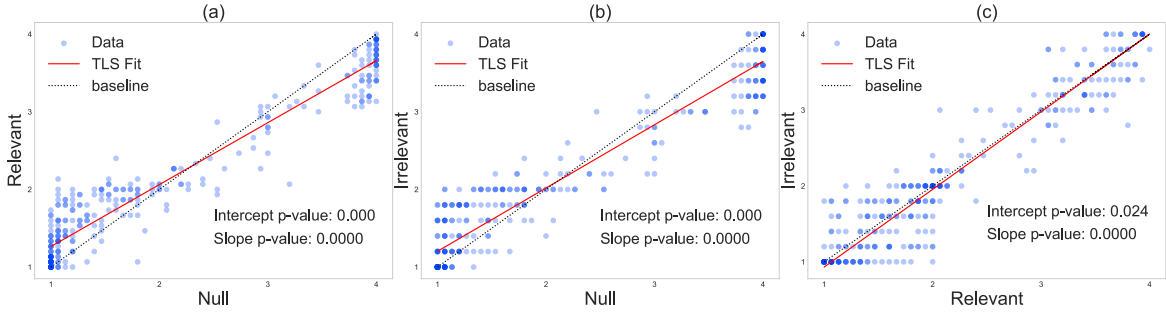 (a)
4
3
2
1
Relevant
Data
TLS Fit
baseline
Intercept p-value: 0.000
Slope p-value: 0.0000
1
2
3
4
Null
(b)
4
3
2
1
Irrelevant
Data
TLS Fit
baseline
Intercept p-value: 0.000
Slope p-value: 0.0000
1
2
3
4
Null
(c)
4
3
2
1
Irrelevant
Data
TLS Fit
baseline
Intercept p-value: 0.024
Slope p-value: 0.0000
1
2
3
4
Relevant